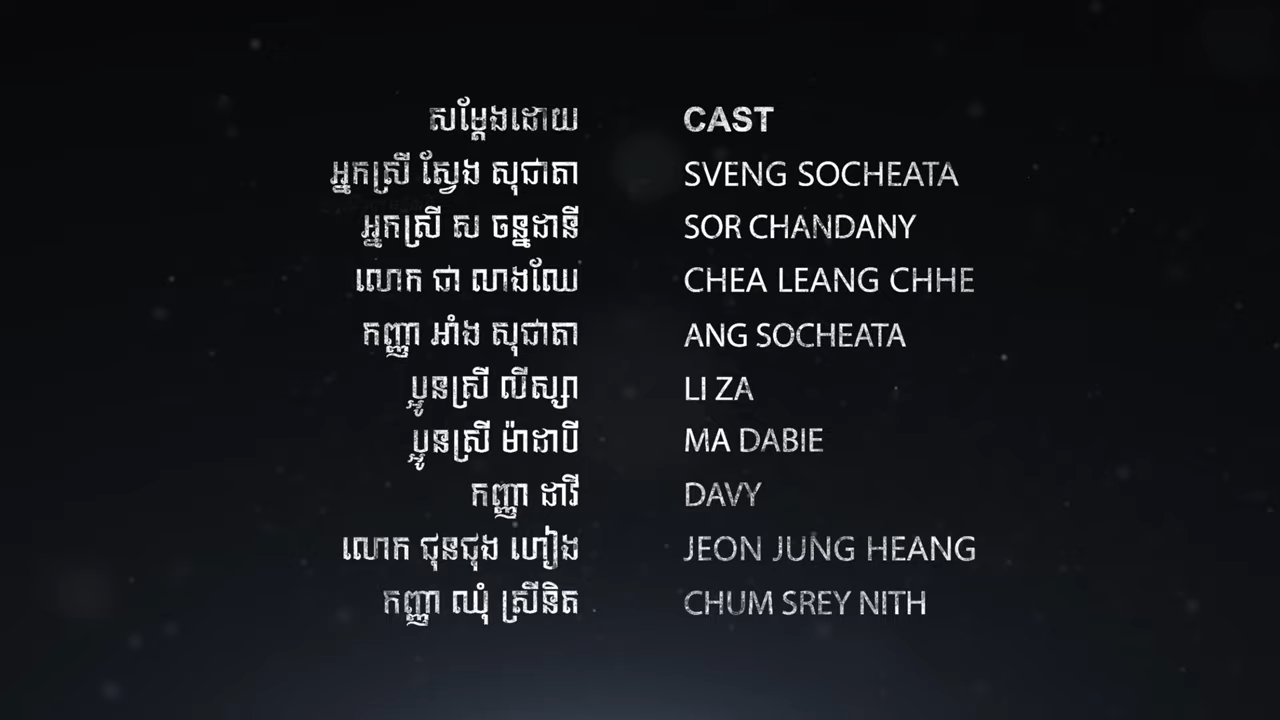 សម្ដែងដោយ CAST
អ្នកស្រី ស្វែង សុជាតា SVENG SOCHEATA
អ្នកស្រី ស ចន្ទដានី SOR CHANDANY
លោក ជា លាងឈែ CHEA LEANG CHHE
កញ្ញា អាំង សុជាតា ANG SOCHEATA
ប្អូនស្រី លីស្សា LI ZA
ប្អូនស្រី ម៉ាដាប៊ី MA DABIE
កញ្ញា ដាវី DAVY
លោក ជុនជុង ហៀង JEON JUNG HEANG
កញ្ញា ឈុំ ស្រីនិត CHUM SREY NITH